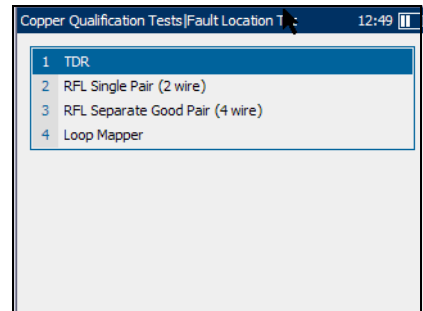 Copper Qualification Tests|Fault Location 12:49
1 TDR
2 RFL Single Pair (2 wire)
3 RFL Separate Good Pair (4 wire)
4 Loop Mapper